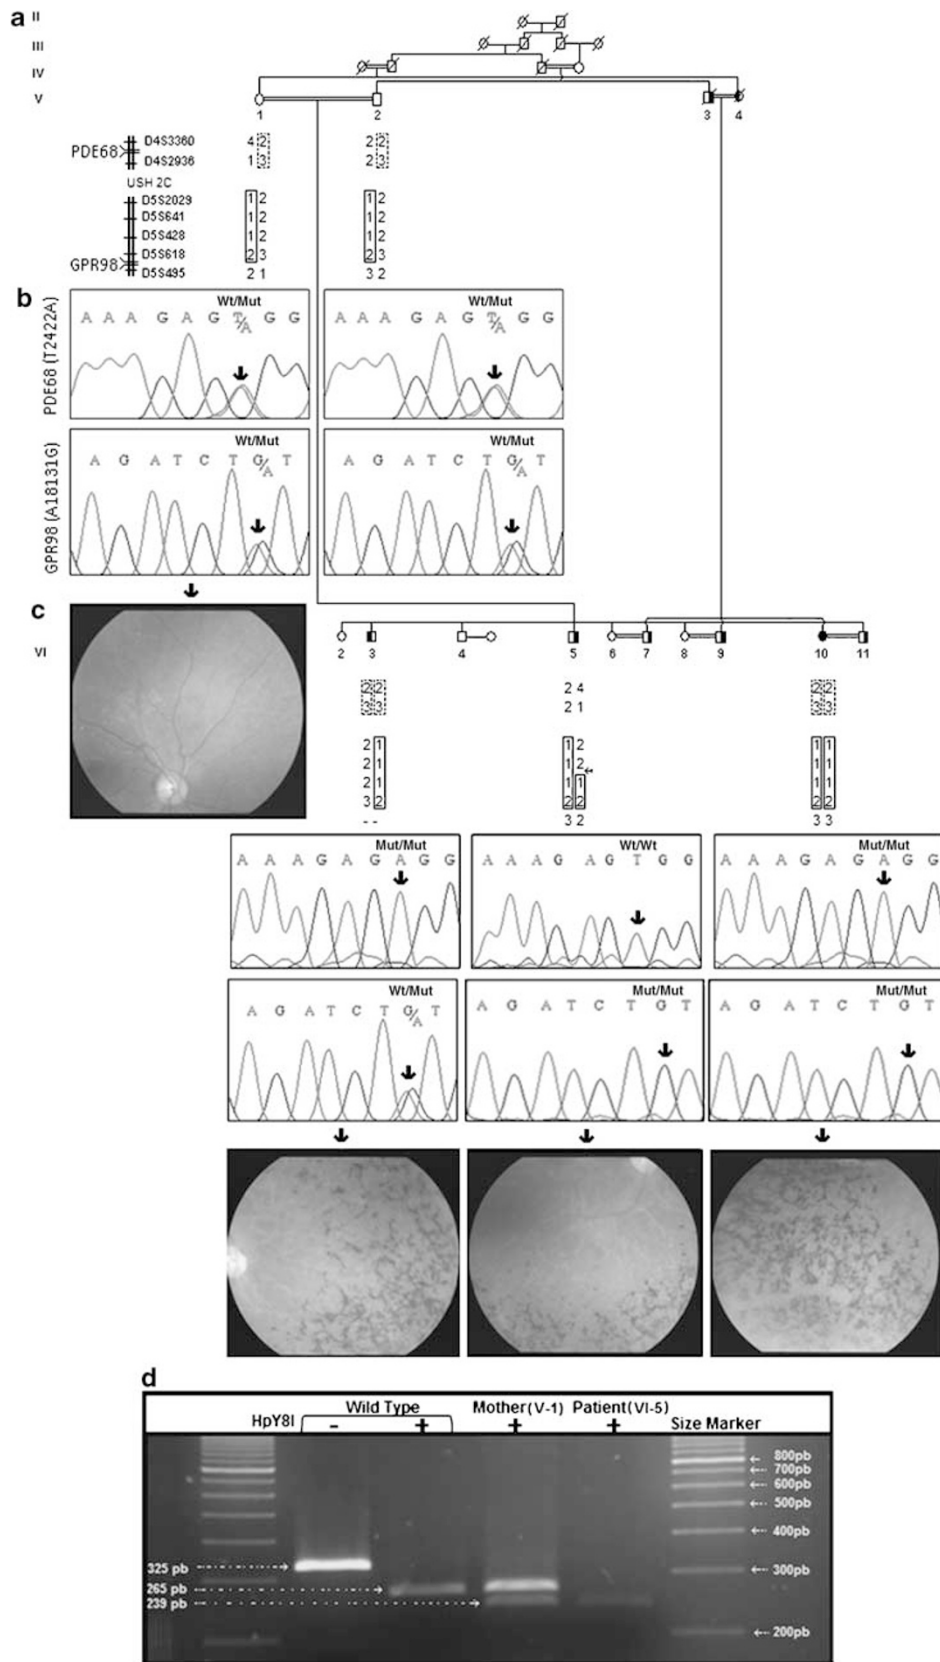 a
II
III
IV
V
1 2 3 4
PDE68
D4S3360 4 2 2 2
D4S2936 1 3 2 3
USH 2C
D5S2029 1 2 1 2
D5S641 1 2 1 2
D5S428 1 2 1 2
D5S618 2 3 2 3
GPR98
D5S495 2 1 3 2
b
PDE68 (T2422A)
Wt/Mut
A A A G A G T/A G G
Wt/Mut
A A A G A G T/A G G
GPR98 (A18131G)
Wt/Mut
A G A T C T G/A T
Wt/Mut
A G A T C T G/A T
c
VI
2 3 4 5 6 7 8 9 10 11
2 2 2 4 2 2
3 3 2 1 3 3
2 1 1 2 1 1
2 1 1 2 1 1
2 1 1 1 1 1
3 2 2 2 2 2
- - 3 2 3 3
Mut/Mut
A A A G A G A G G
Wt/Wt
A A A G A G T G G
Mut/Mut
A A A G A G A G G
Wt/Mut
A G A T C T G/A T
Mut/Mut
A G A T C T G T
Mut/Mut
A G A T C T G T
d
Wild Type Mother(V-1) Patient(VI-5)
HpY8I - + + + Size Marker
800pb
700pb
600pb
500pb
400pb
325 pb 300pb
265 pb
239 pb
200pb